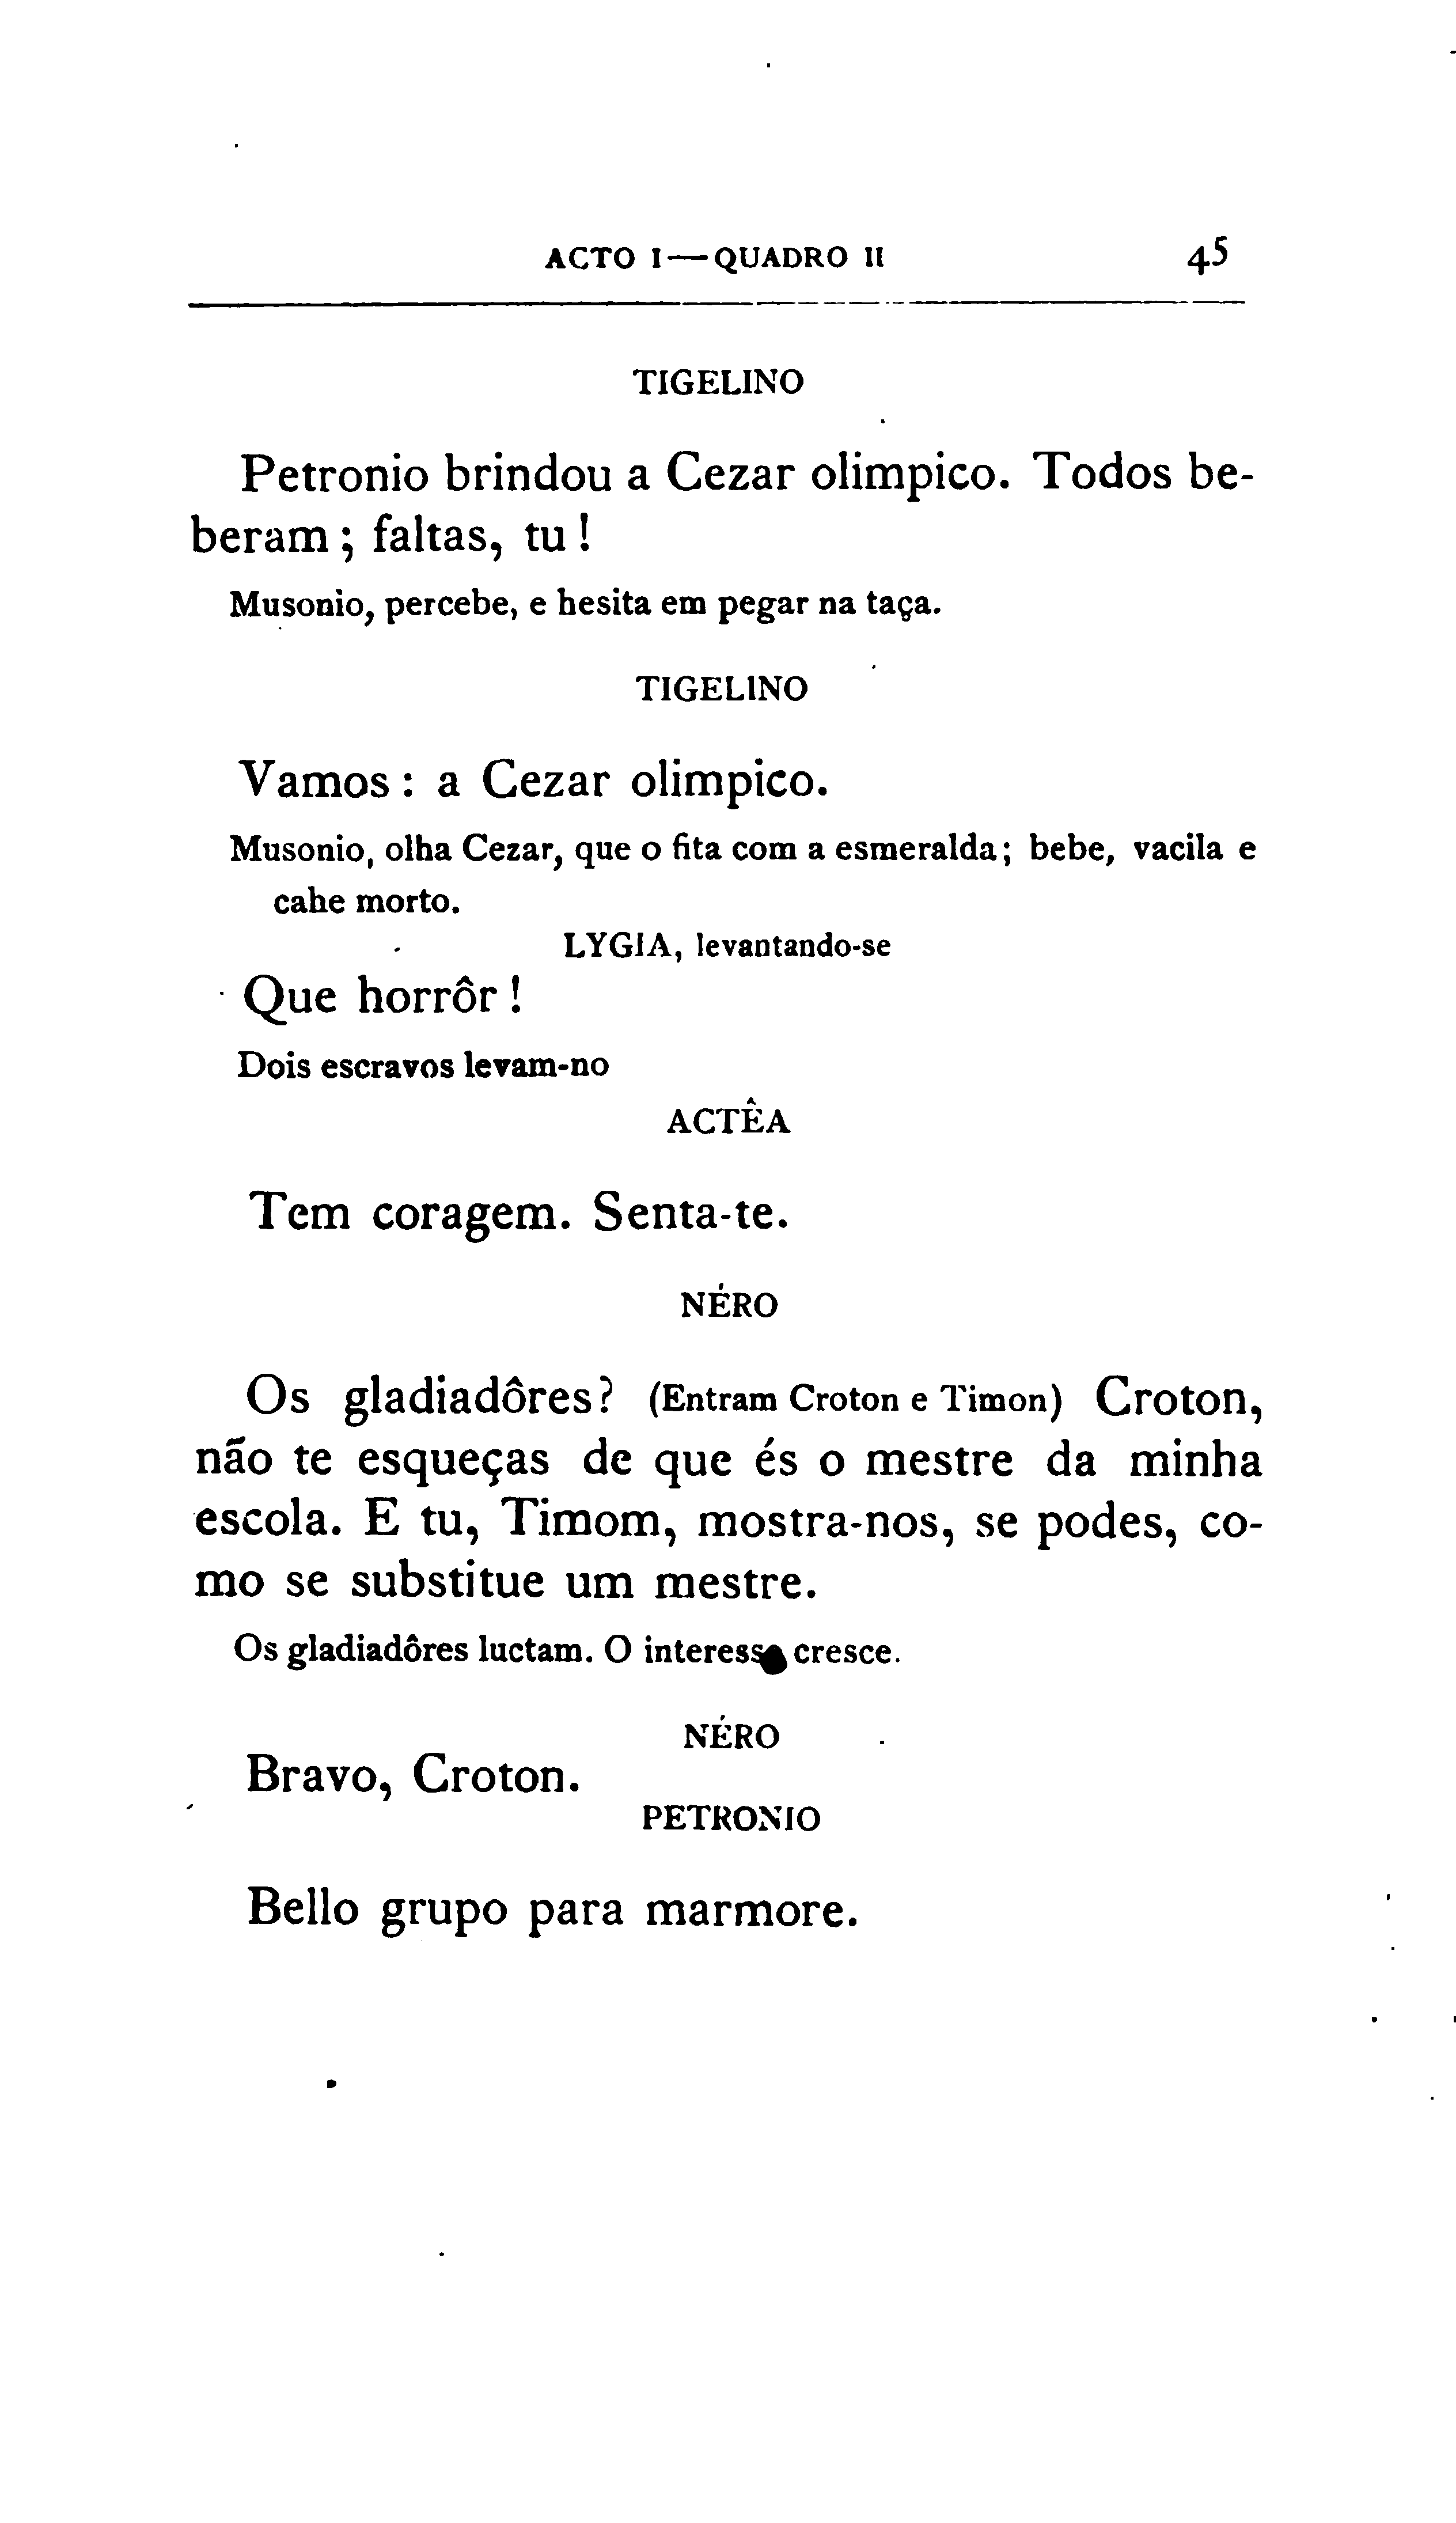 ACTO I — QUADRO II 45
TIGELINO
Petronio brindou a Cezar olimpico. Todos be-
beram ; faltas, tu !
Musonio, percebe, e hesita em pegar na taça.
TIGELINO
Vamos : a Cezar olimpico.
Musonio, olha Cezar, que o fita com a esmeralda; bebe, vacila e
cahe morto.
LYGIA, levantando-se
Que horrôr !
Dois escravos levam-no
ACTÊA
Tem coragem. Senta-te.
NÉRO
Os gladiadôres? (Entram Croton e Timon) Croton,
não te esqueças de que és o mestre da minha
escola. E tu, Timom, mostra-nos, se podes, co-
mo se substitue um mestre.
Os gladiadôres luctam. O interesse cresce.
NÉRO
Bravo, Croton.
PETRONIO
Bello grupo para marmore.